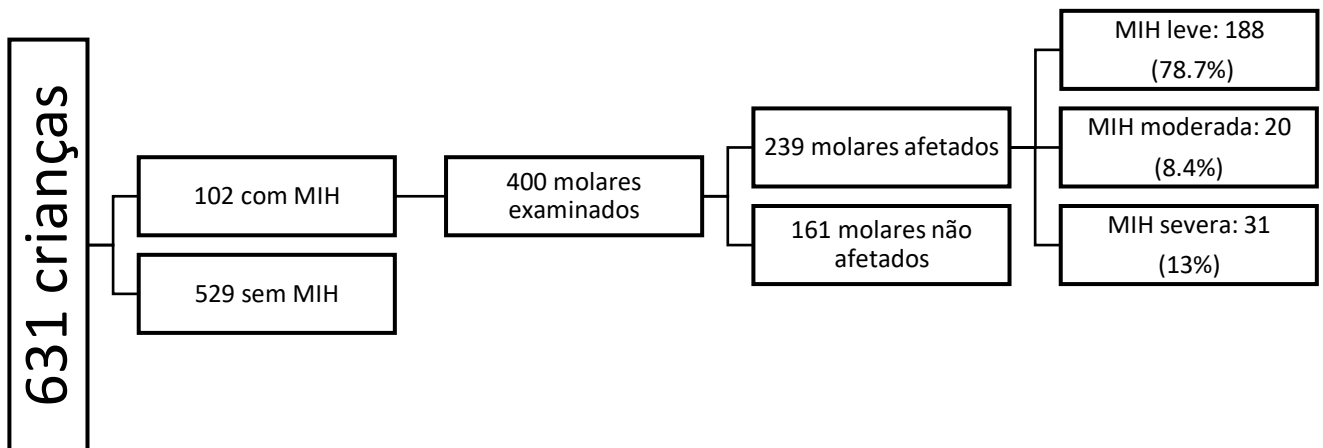 631 crianças
102 com MIH
529 sem MIH
400 molares
examinados
239 molares afetados
161 molares não
afetados
MIH leve: 188
(78.7%)
MIH moderada: 20
(8.4%)
MIH severa: 31
(13%)